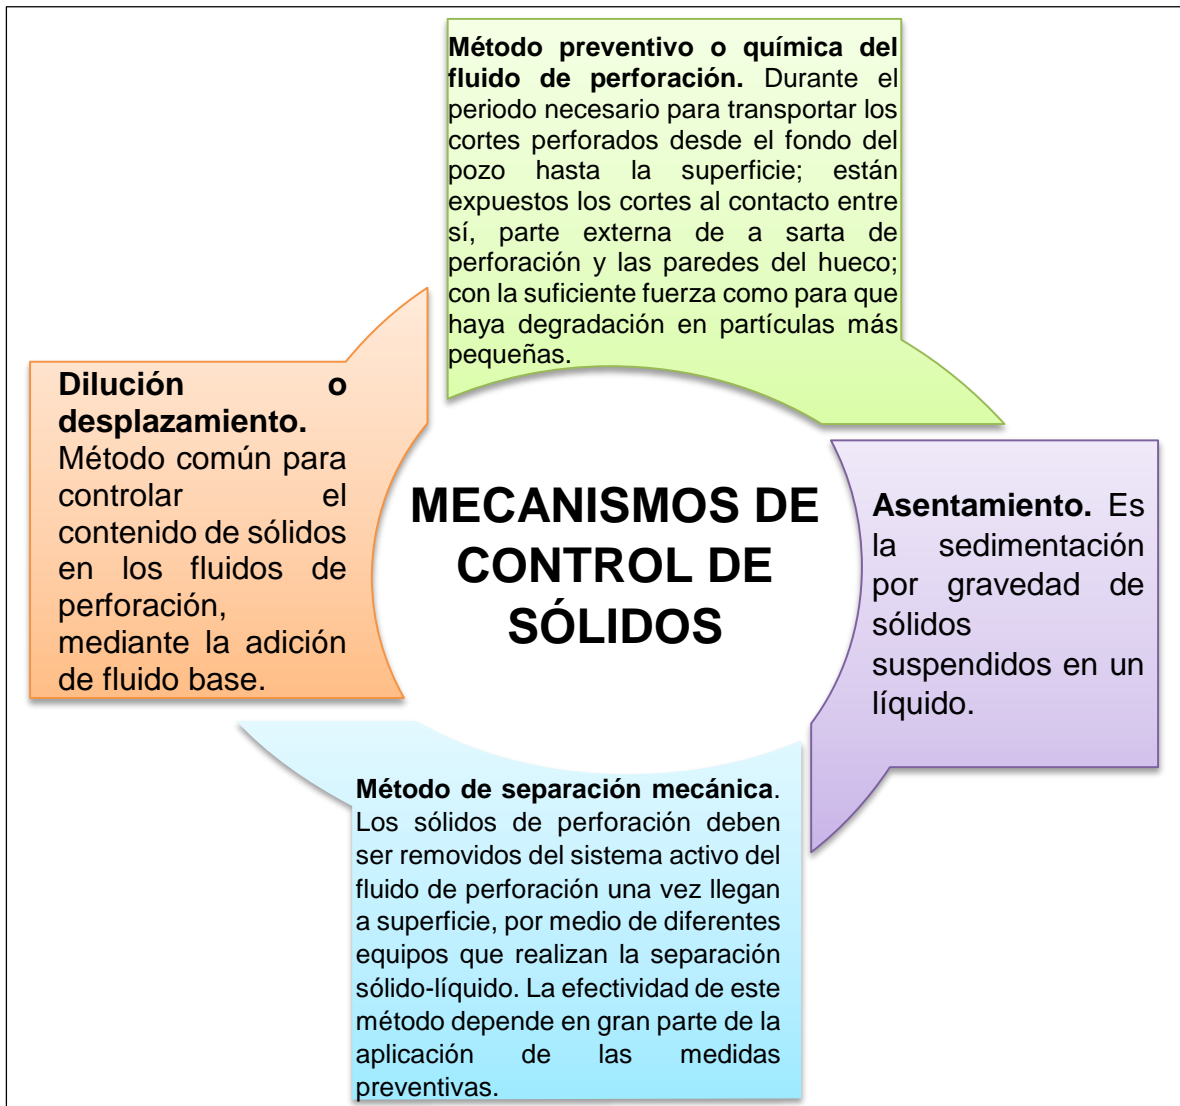 Método preventivo o química del
fluido de perforación. Durante el
periodo necesario para transportar los
cortes perforados desde el fondo del
pozo hasta la superficie; están
expuestos los cortes al contacto entre
sí, parte externa de a sarta de
perforación y las paredes del hueco;
con la suficiente fuerza como para que
haya degradación en partículas más
pequeñas.
Dilución o
desplazamiento.
Método común para
controlar el
contenido de sólidos
en los fluidos de
perforación,
mediante la adición
de fluido base.
MECANISMOS DE
CONTROL DE
SÓLIDOS
Asentamiento. Es
la sedimentación
por gravedad de
sólidos
suspendidos en un
líquido.
Método de separación mecánica.
Los sólidos de perforación deben
ser removidos del sistema activo del
fluido de perforación una vez llegan
a superficie, por medio de diferentes
equipos que realizan la separación
sólido-líquido. La efectividad de este
método depende en gran parte de la
aplicación de las medidas
preventivas.